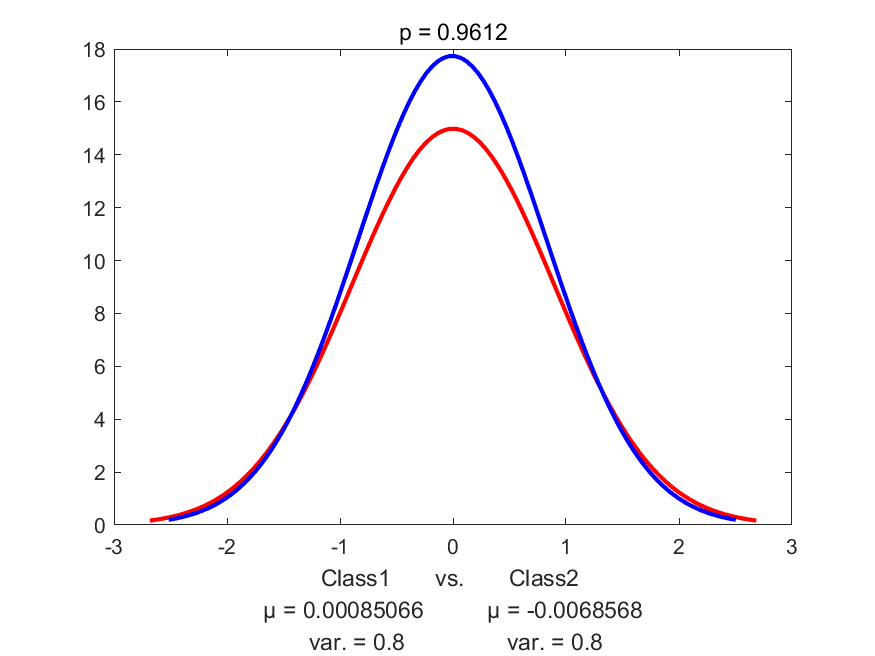 p = 0.9612
18
16
14
12
10
8
6
4
2
0
-3 -2 -1 0 1 2 3
Class1 vs. Class2
μ = 0.00085066 μ = -0.0068568
var. = 0.8 var. = 0.8